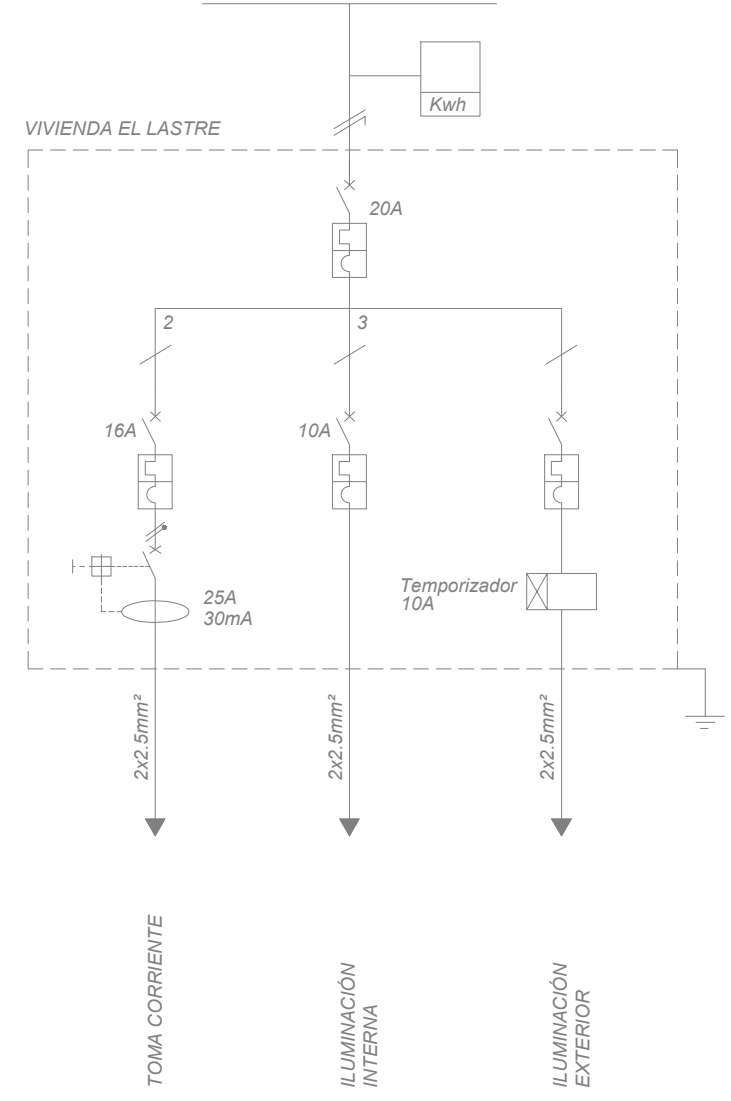 Kwh
VIVIENDA EL LASTRE
20A
2
3
16A
10A
Temporizador
10A
25A
30mA
2x2.5mm²
2x2.5mm²
2x2.5mm²
TOMA CORRIENTE
ILUMINACIÓN
INTERNA
ILUMINACIÓN
EXTERIOR